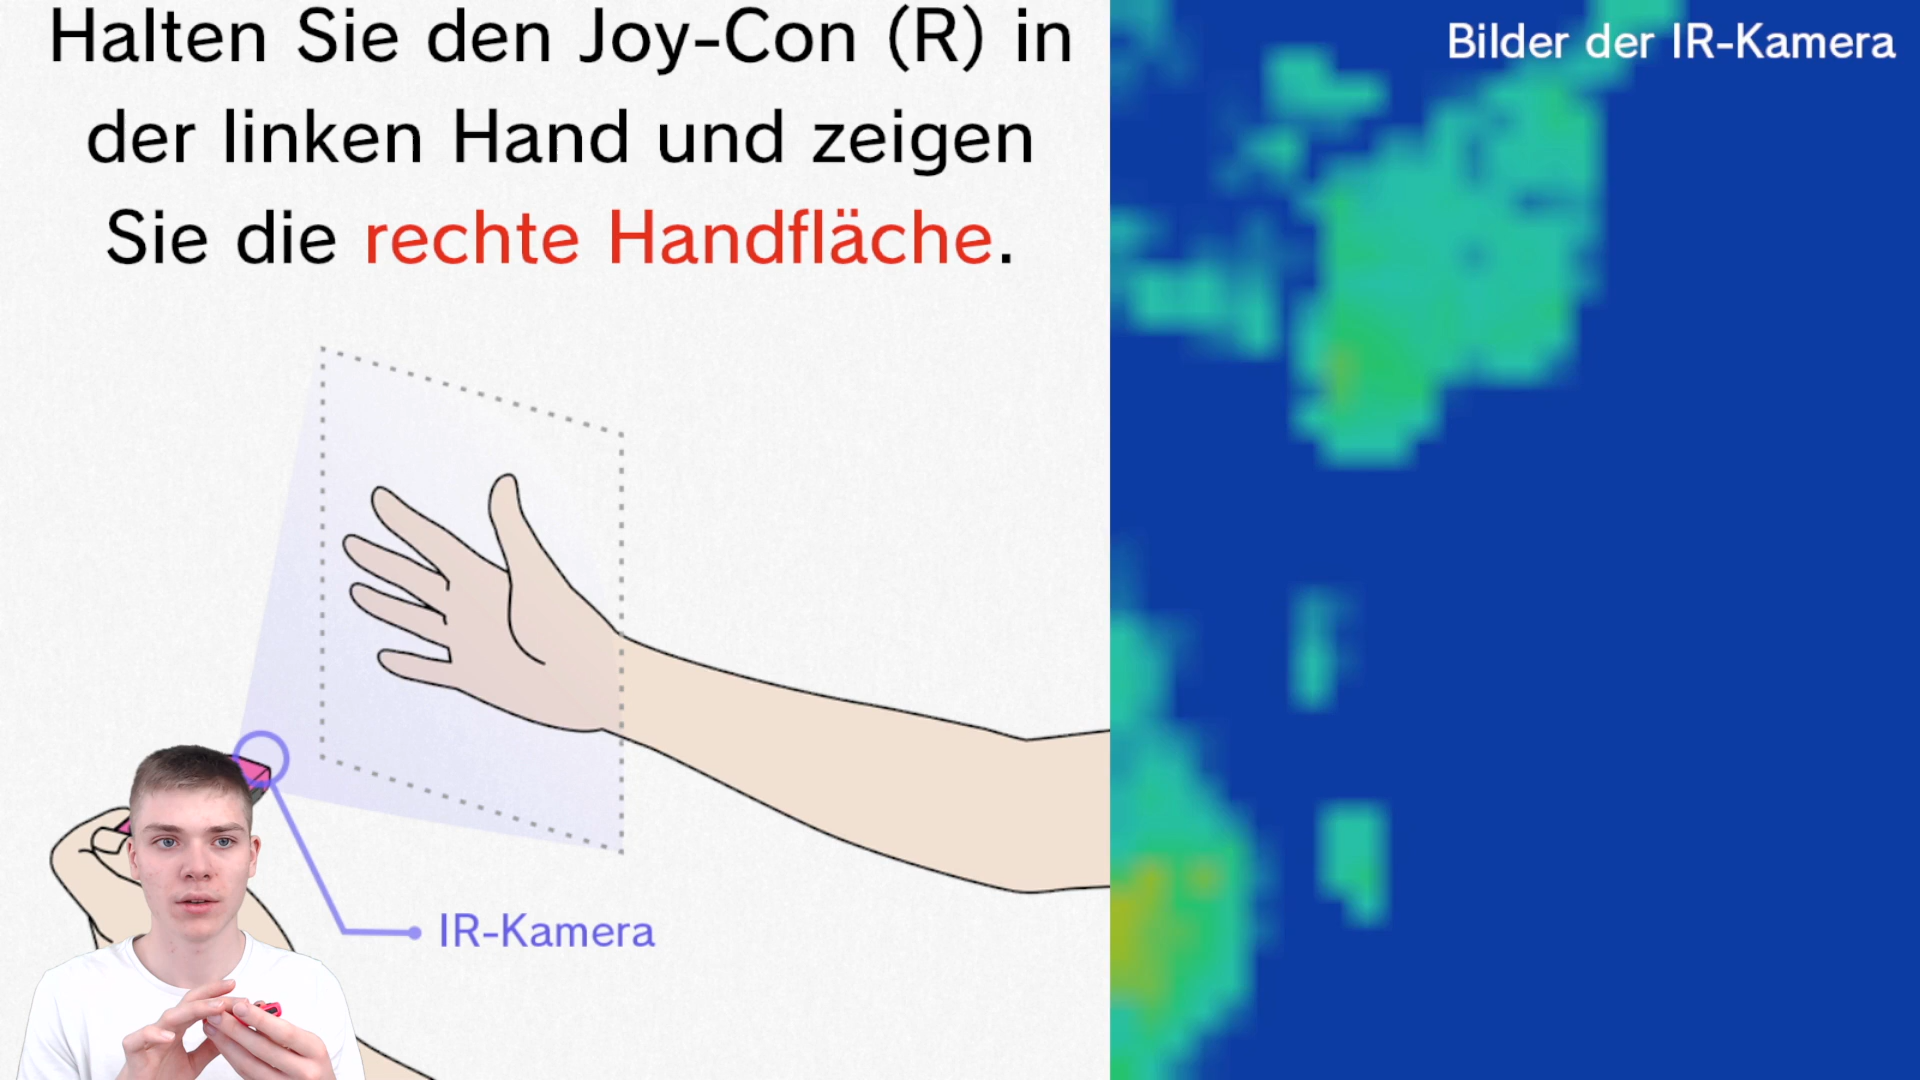 Halten Sie den Joy-Con (R) in
der linken Hand und zeigen
Sie die rechte Handfläche.
Bilder der IR-Kamera
IR-Kamera